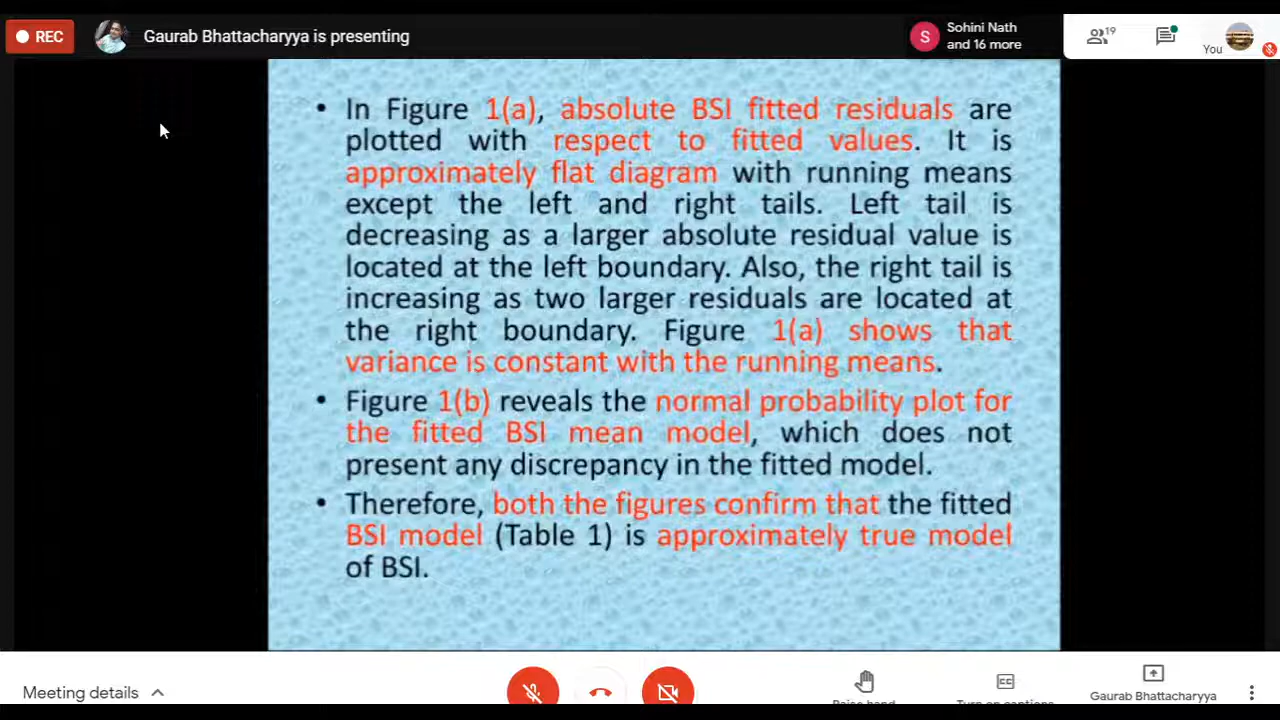 REC
Gaurab Bhattacharyya is presenting
S
Sohini Nath
and 16 more
19
You
• In Figure 1(a), absolute BSI fitted residuals are
plotted with respect to fitted values. It is
approximately flat diagram with running means
except the left and right tails. Left tail is
decreasing as a larger absolute residual value is
located at the left boundary. Also, the right tail is
increasing as two larger residuals are located at
the right boundary. Figure 1(a) shows that
variance is constant with the running means.
• Figure 1(b) reveals the normal probability plot for
the fitted BSI mean model, which does not
present any discrepancy in the fitted model.
• Therefore, both the figures confirm that the fitted
BSI model (Table 1) is approximately true model
of BSI.
Meeting details
CC
Raise hand
Turn on captions
Gaurab Bhattacharyya